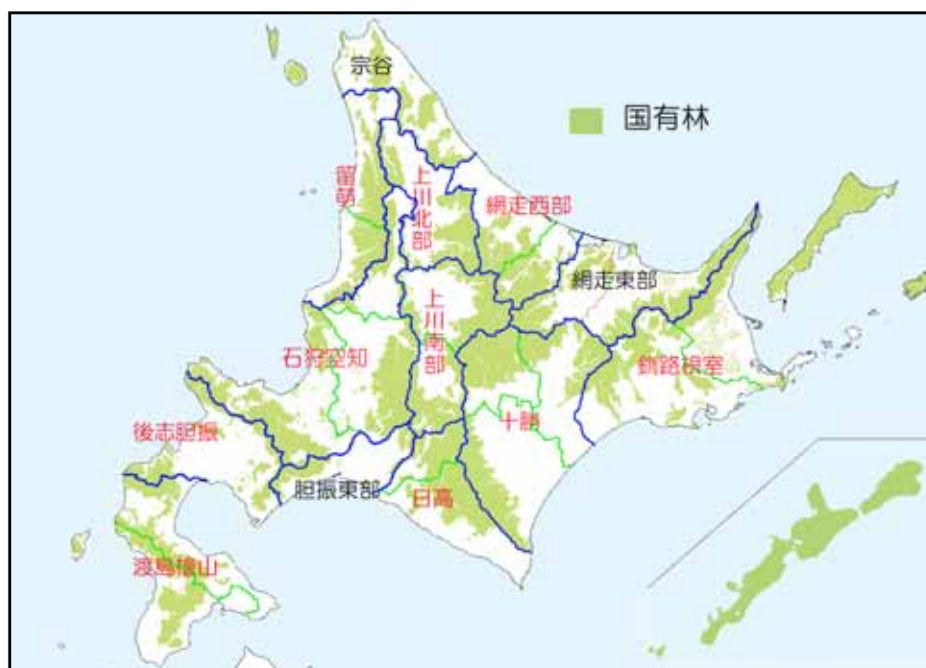 宗谷
国有林
留萌
上川北部
網走西部
網走東部
上川南部
石狩空知
釧路根室
十勝
後志胆振
胆振東部
日高
渡島檜山